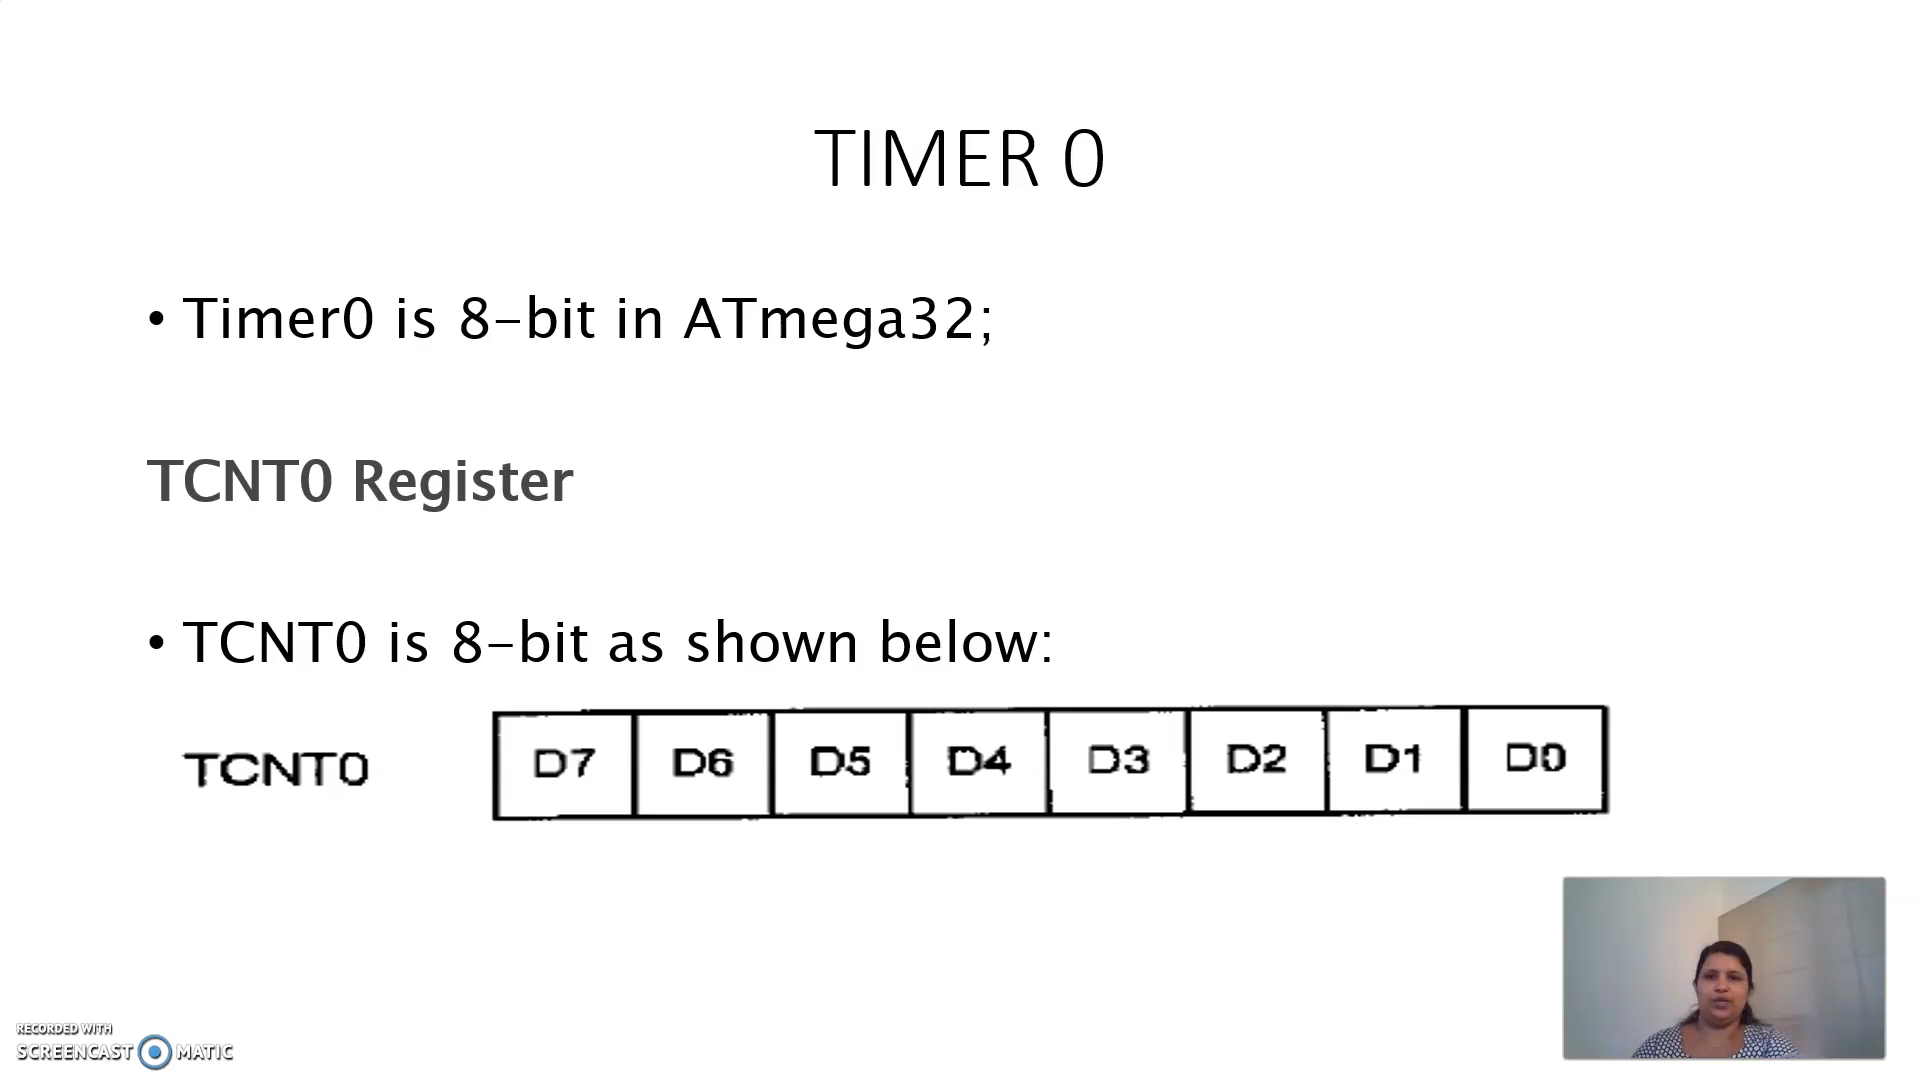 TIMER 0
• Timer0 is 8-bit in ATmega32;
TCNT0 Register
• TCNT0 is 8-bit as shown below:
TCNT0 D7 D6 D5 D4 D3 D2 D1 D0
RECORDED WITH
SCREENCAST MATIC